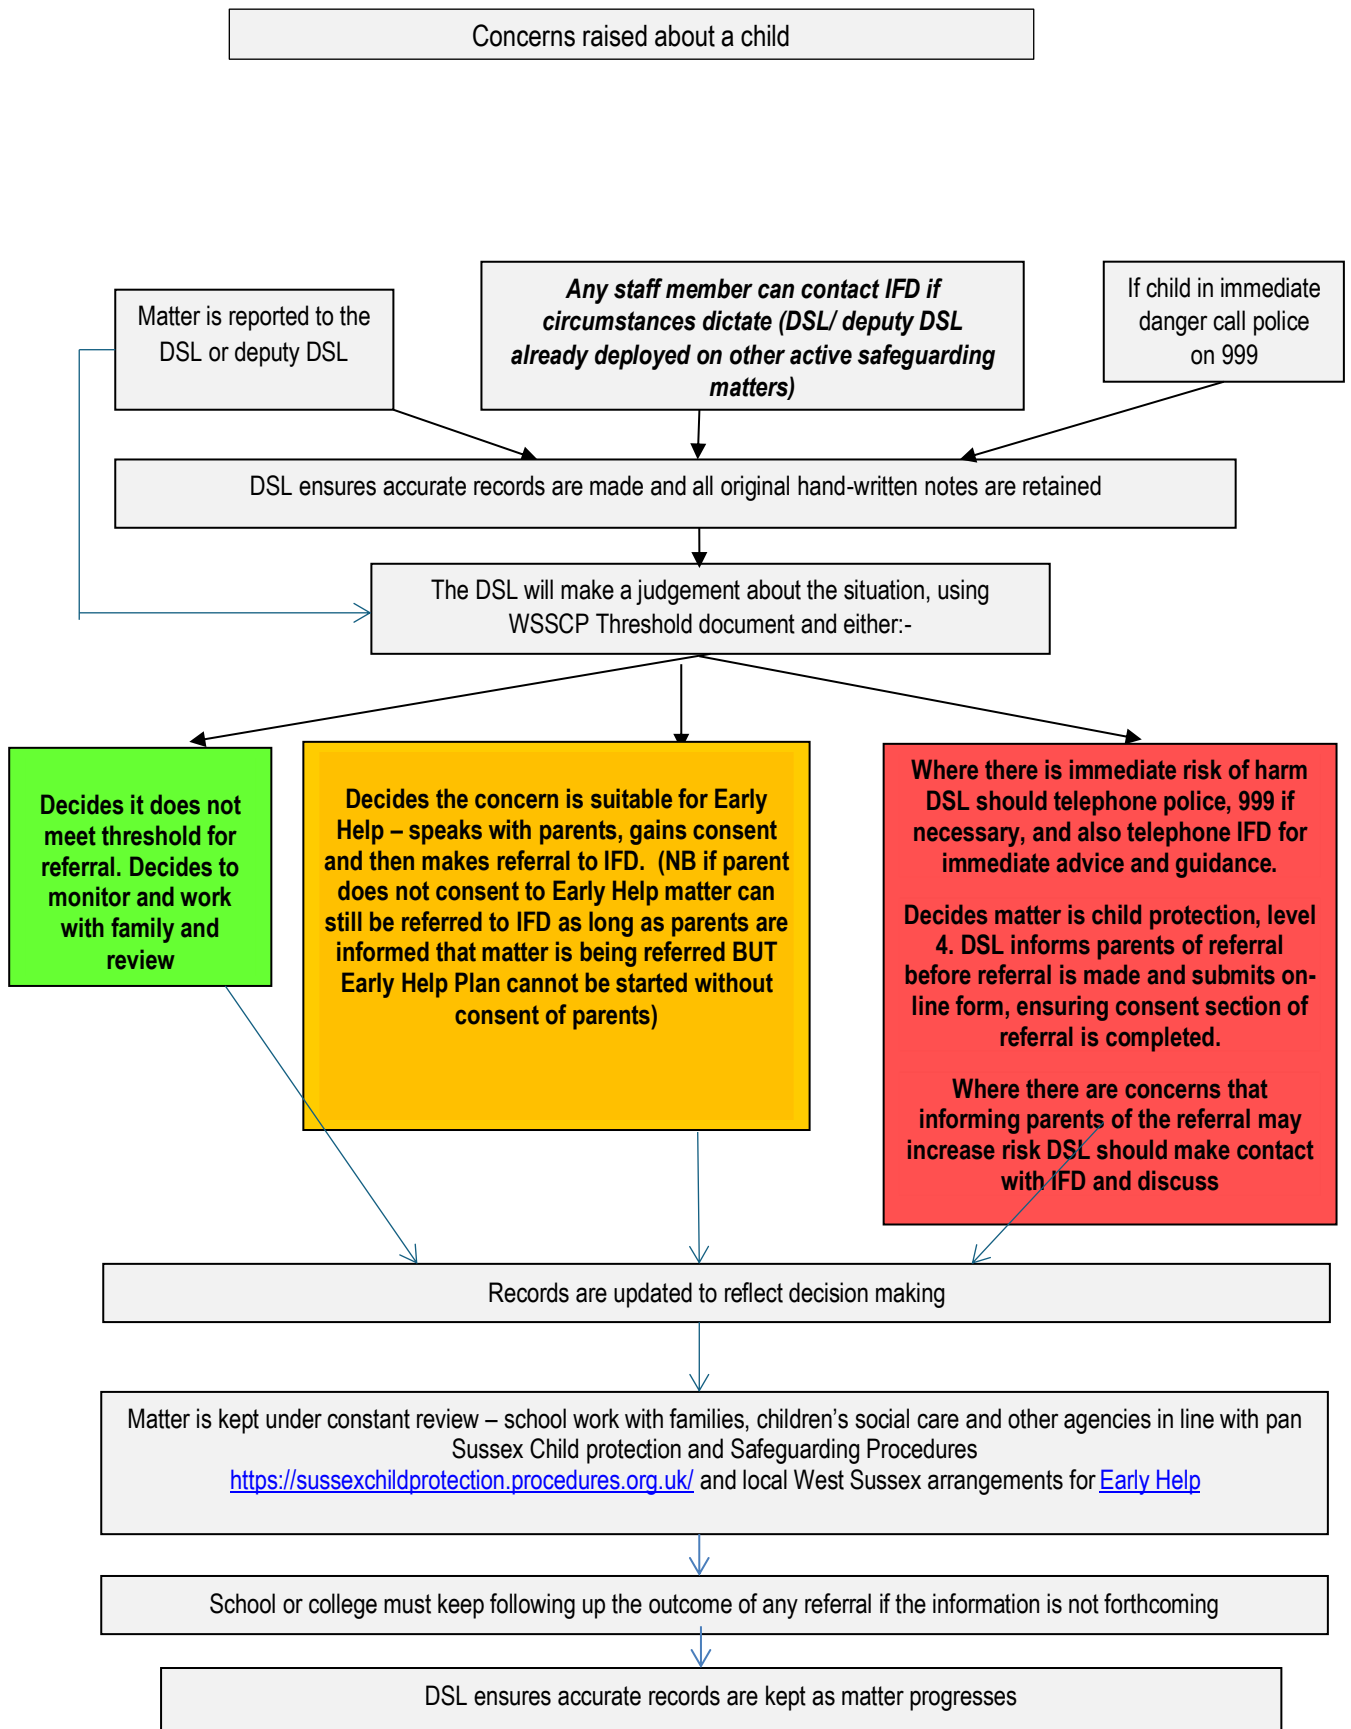 Concerns raised about a child
Matter is reported to the
DSL or deputy DSL
Any staff member can contact IFD if
circumstances dictate (DSL/ deputy DSL
already deployed on other active safeguarding
matters)
If child in immediate
danger call police
on 999
DSL ensures accurate records are made and all original hand-written notes are retained
The DSL will make a judgement about the situation, using
WSSCP Threshold document and either:-
Decides it does not
meet threshold for
referral. Decides to
monitor and work
with family and
review
Decides the concern is suitable for Early
Help – speaks with parents, gains consent
and then makes referral to IFD.  (NB if parent
does not consent to Early Help matter can
still be referred to IFD as long as parents are
informed that matter is being referred BUT
Early Help Plan cannot be started without
consent of parents)
Where there is immediate risk of harm
DSL should telephone police, 999 if
necessary, and also telephone IFD for
immediate advice and guidance.
Decides matter is child protection, level
4. DSL informs parents of referral
before referral is made and submits on-
line form, ensuring consent section of
referral is completed.
Where there are concerns that
informing parents of the referral may
increase risk DSL should make contact
with IFD and discuss
Records are updated to reflect decision making
Matter is kept under constant review – school work with families, children’s social care and other agencies in line with pan
Sussex Child protection and Safeguarding Procedures
https://sussexchildprotection.procedures.org.uk/ and local West Sussex arrangements for Early Help
School or college must keep following up the outcome of any referral if the information is not forthcoming
DSL ensures accurate records are kept as matter progresses